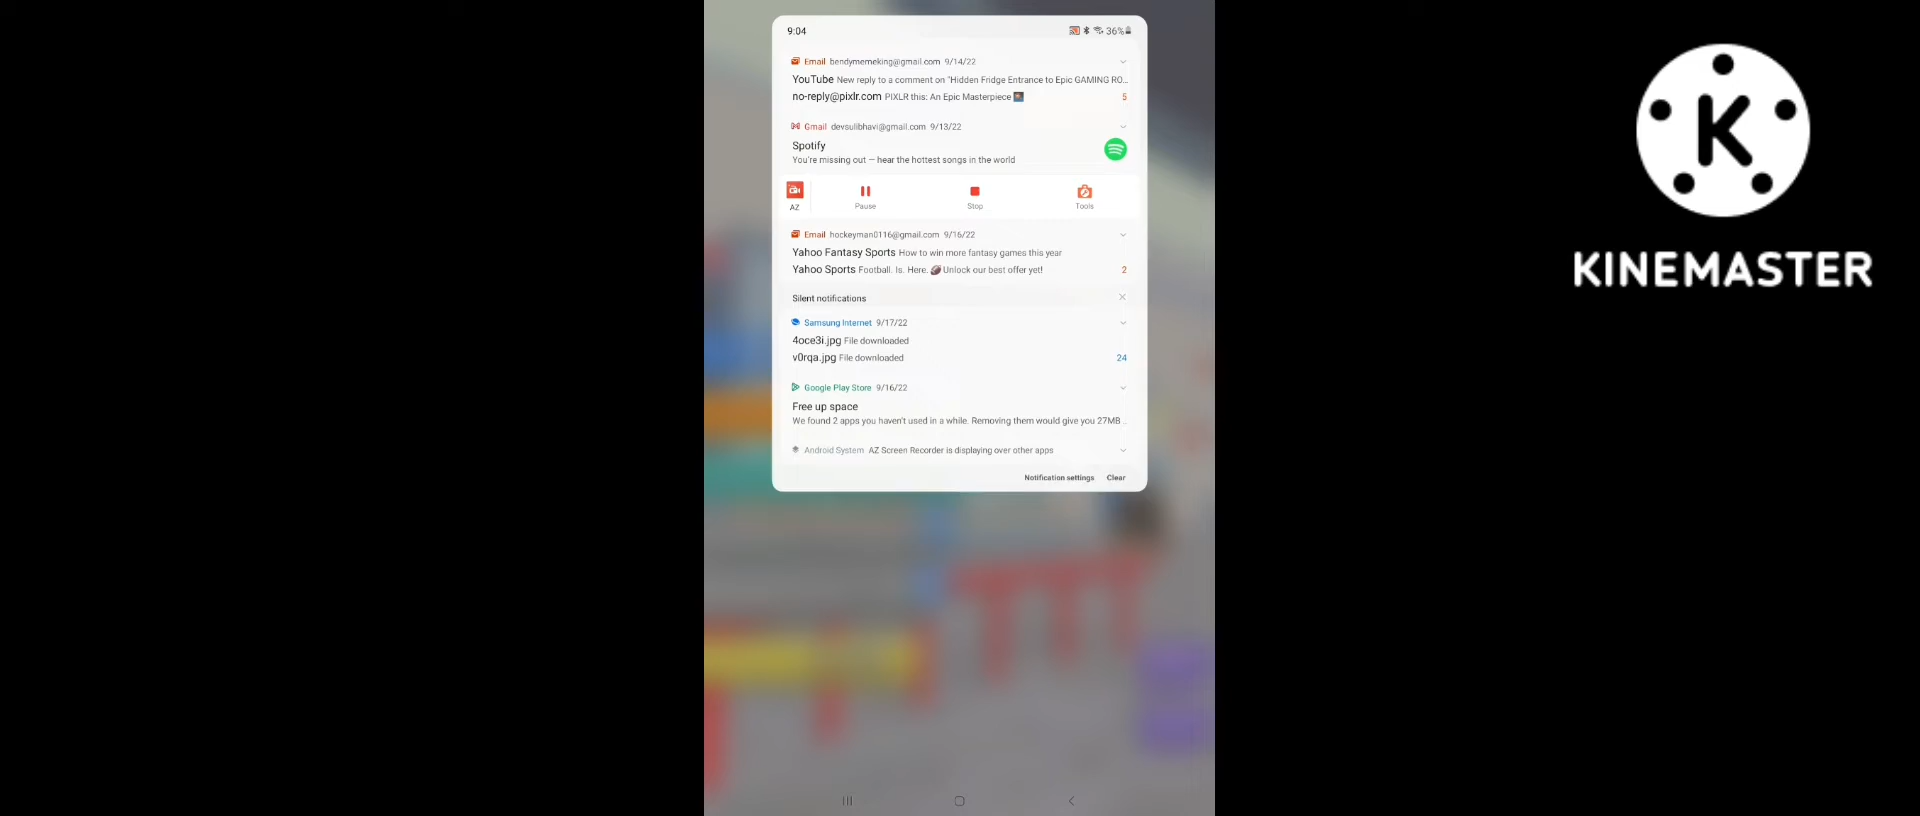 9:04
36%
Email bendymemeking@gmail.com 9/14/22
YouTube New reply to a comment on "Hidden Fridge Entrance to Epic GAMING RO...
no-reply@pixlr.com PIXLR this: An Epic Masterpiece 5
Gmail devsulibhavi@gmail.com 9/13/22
Spotify
You're missing out – hear the hottest songs in the world
AZ
Pause
Stop
Tools
Email hockeyman0116@gmail.com 9/16/22
Yahoo Fantasy Sports How to win more fantasy games this year
Yahoo Sports Football. Is. Here. 🏈 Unlock our best offer yet! 2
Silent notifications
Samsung Internet 9/17/22
4oce3i.jpg File downloaded
v0rqa.jpg File downloaded 24
Google Play Store 9/16/22
Free up space
We found 2 apps you haven't used in a while. Removing them would give you 27MB ..
Android System AZ Screen Recorder is displaying over other apps
Notification settings Clear
K
KINEMASTER